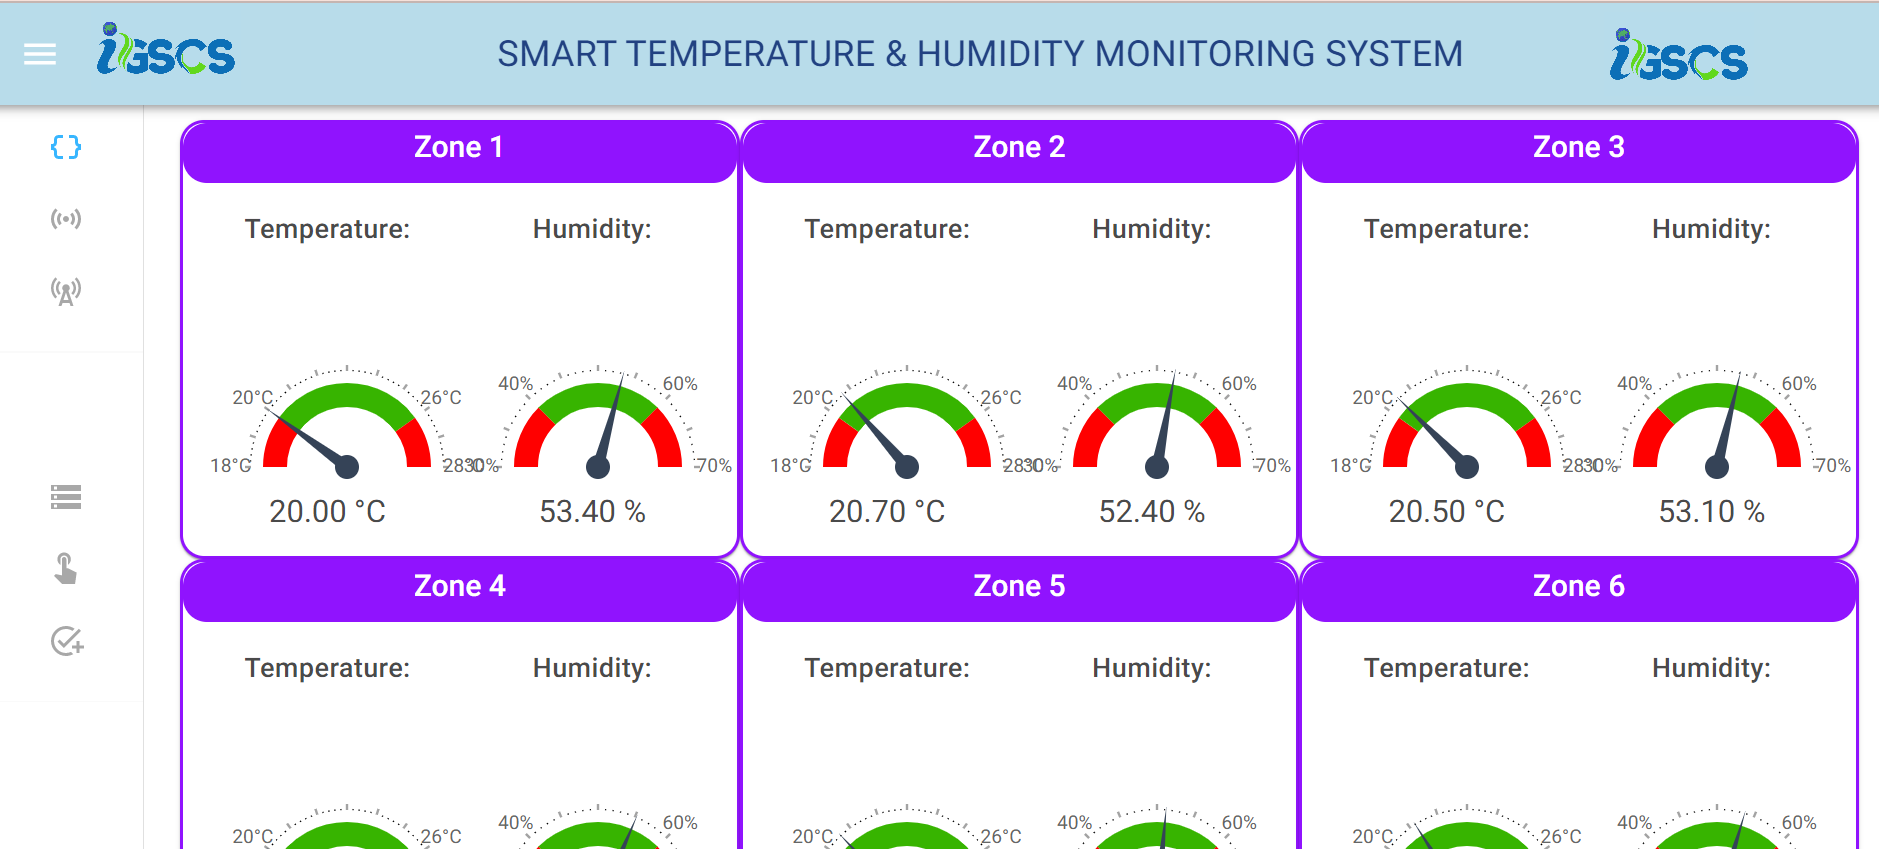 iGSCS
SMART TEMPERATURE & HUMIDITY MONITORING SYSTEM
iGSCS
Zone 1
Temperature:
Humidity:
20°C
26°C
18°C
28°C
20.00 °C
40%
60%
30%
70%
53.40 %
Zone 2
Temperature:
Humidity:
20°C
26°C
18°C
28°C
20.70 °C
40%
60%
30%
70%
52.40 %
Zone 3
Temperature:
Humidity:
20°C
26°C
18°C
28°C
20.50 °C
40%
60%
30%
70%
53.10 %
Zone 4
Temperature:
Humidity:
20°C
26°C
40%
60%
Zone 5
Temperature:
Humidity:
20°C
26°C
40%
60%
Zone 6
Temperature:
Humidity:
20°C
26°C
40%
60%